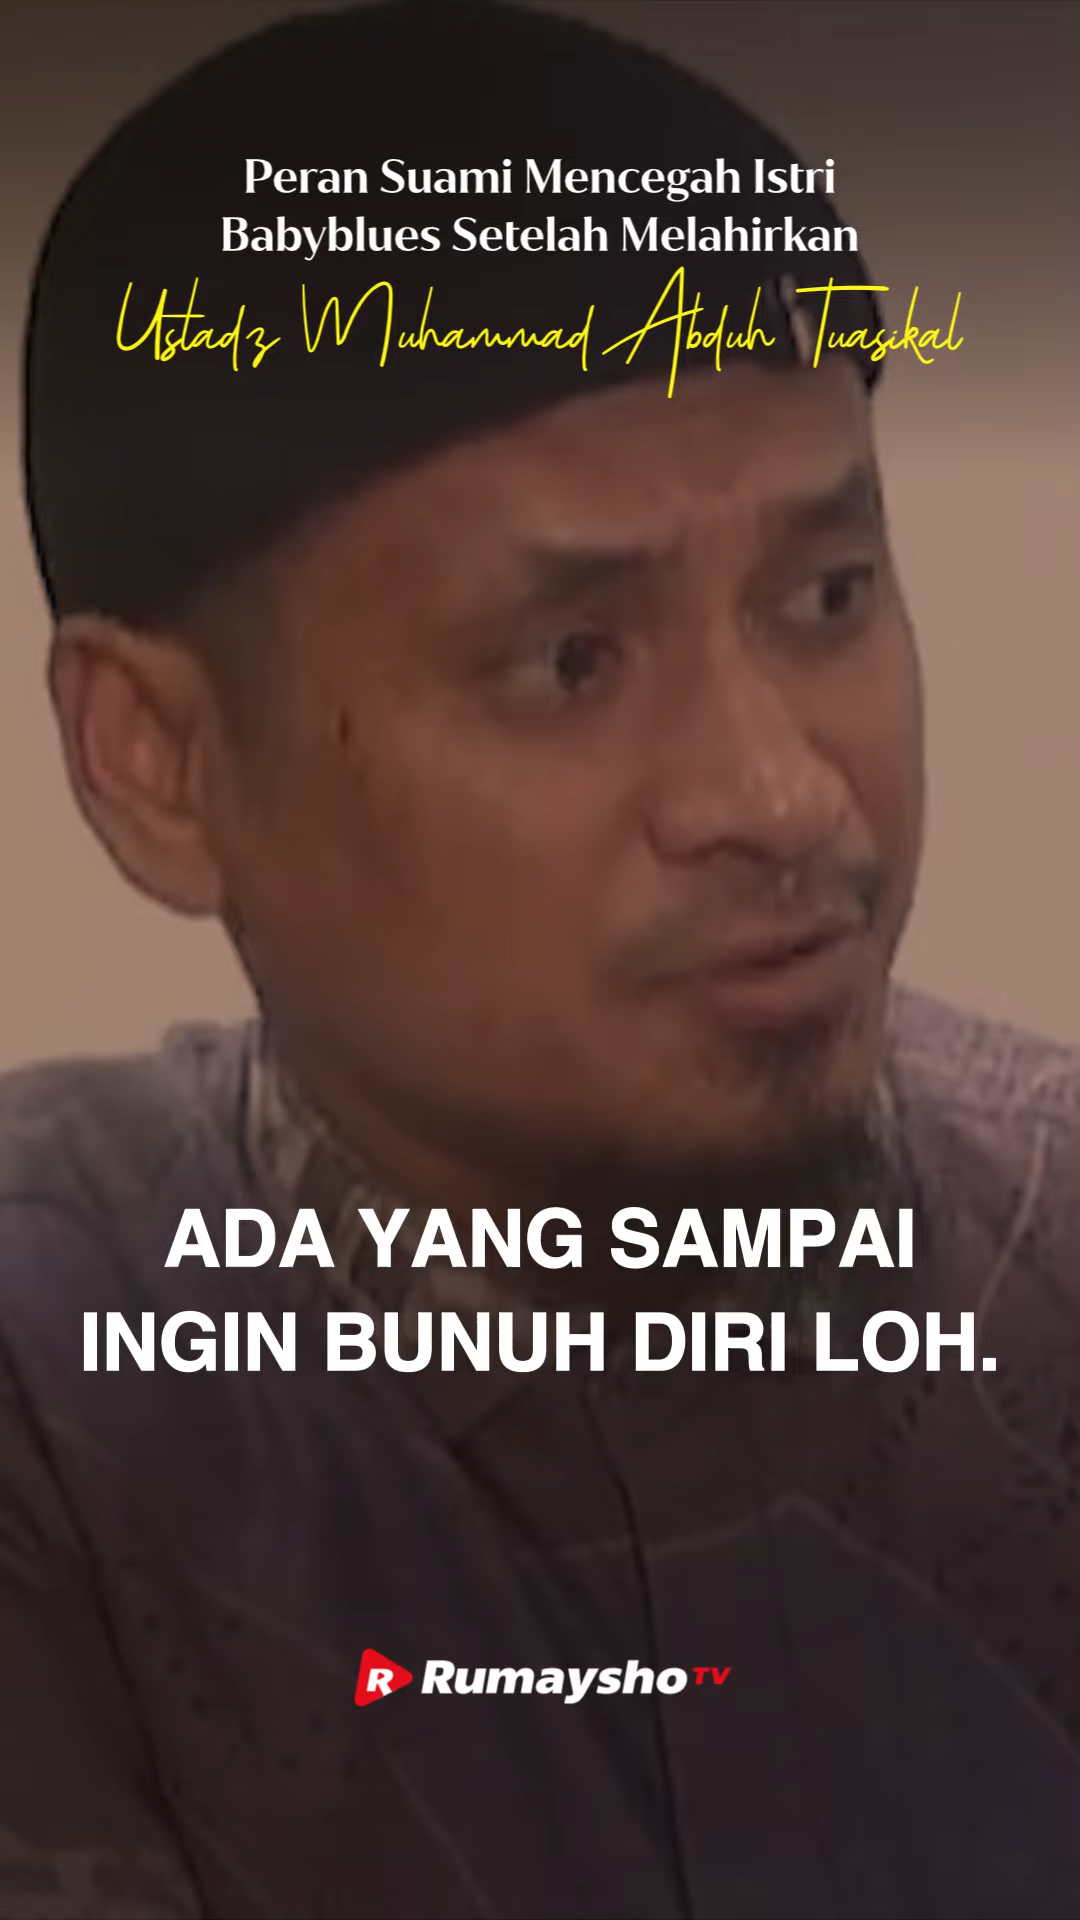 Peran Suami Mencegah Istri
Babyblues Setelah Melahirkan
Ustadz Muhammad Abduh Tuasikal
ADA YANG SAMPAI
INGIN BUNUH DIRI LOH.
R Rumaysho TV